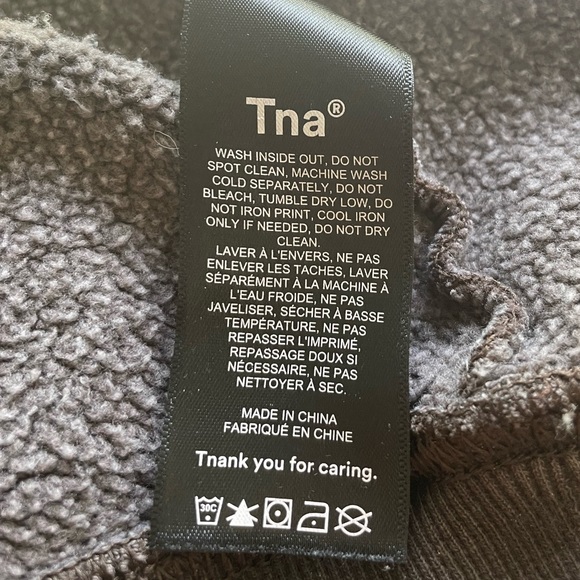 Tna®
WASH INSIDE OUT, DO NOT
SPOT CLEAN, MACHINE WASH
COLD SEPARATELY, DO NOT
BLEACH, TUMBLE DRY LOW, DO
NOT IRON PRINT, COOL IRON
ONLY IF NEEDED, DO NOT DRY
CLEAN.
LAVER À L'ENVERS, NE PAS
ENLEVER LES TACHES, LAVER
SÉPARÉMENT À LA MACHINE À
L'EAU FROIDE, NE PAS
JAVELISER, SÉCHER À BASSE
TEMPÉRATURE, NE PAS
REPASSER L'IMPRIMÉ,
REPASSAGE DOUX SI
NÉCESSAIRE, NE PAS
NETTOYER À SEC.
MADE IN CHINA
FABRIQUÉ EN CHINE
Thank you for caring.
30C